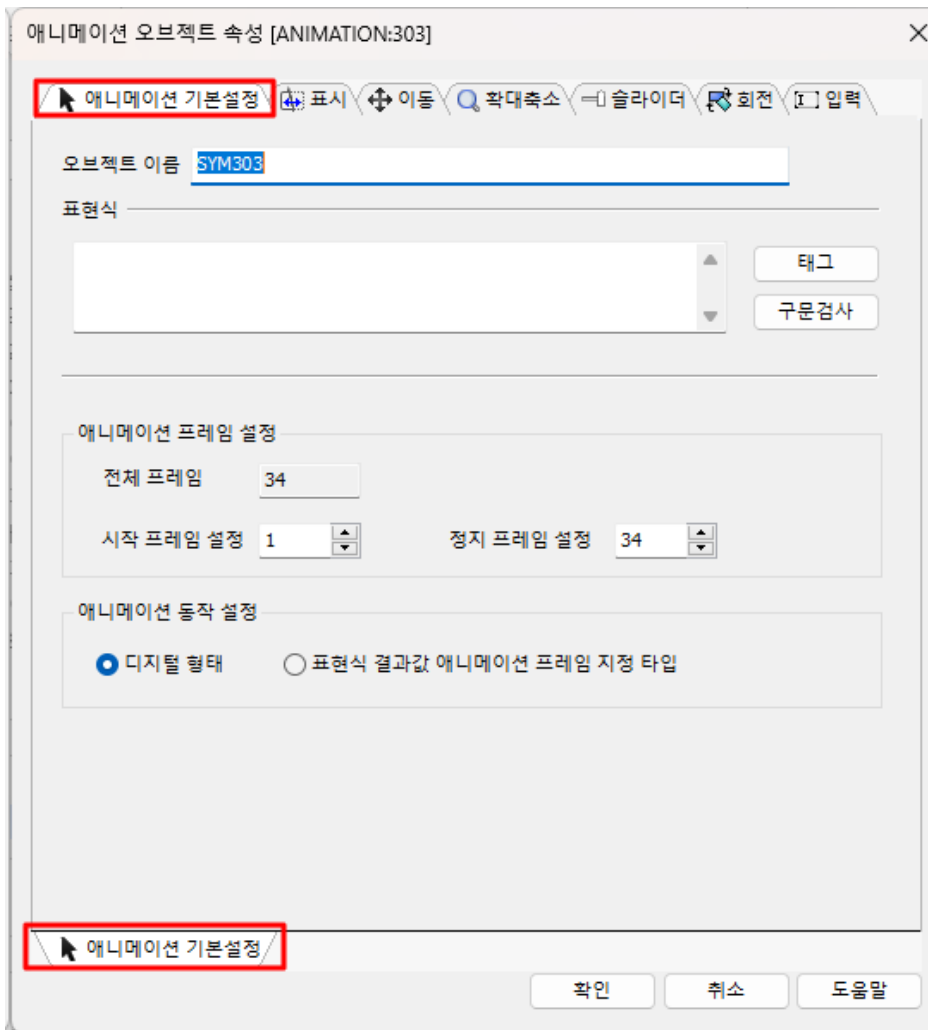 애니메이션 오브젝트 속성 [ANIMATION:303]
애니메이션 기본설정 표시 이동 확대축소 슬라이더 회전 입력
오브젝트 이름 SYM303
표현식
태그
구문검사
애니메이션 프레임 설정
전체 프레임 34
시작 프레임 설정 1 정지 프레임 설정 34
애니메이션 동작 설정
디지털 형태 표현식 결과값 애니메이션 프레임 지정 타입
애니메이션 기본설정
확인 취소 도움말